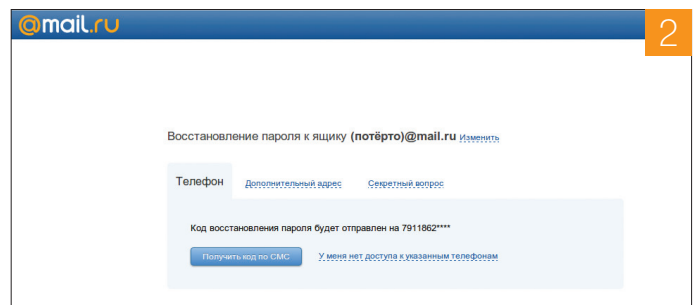 @mail.ru
2
Восстановление пароля к ящику (потёрто)@mail.ru Изменить
Телефон Дополнительный адрес Секретный вопрос
Код восстановления пароля будет отправлен на 7911862****
Получить код по СМС У меня нет доступа к указанным телефонам